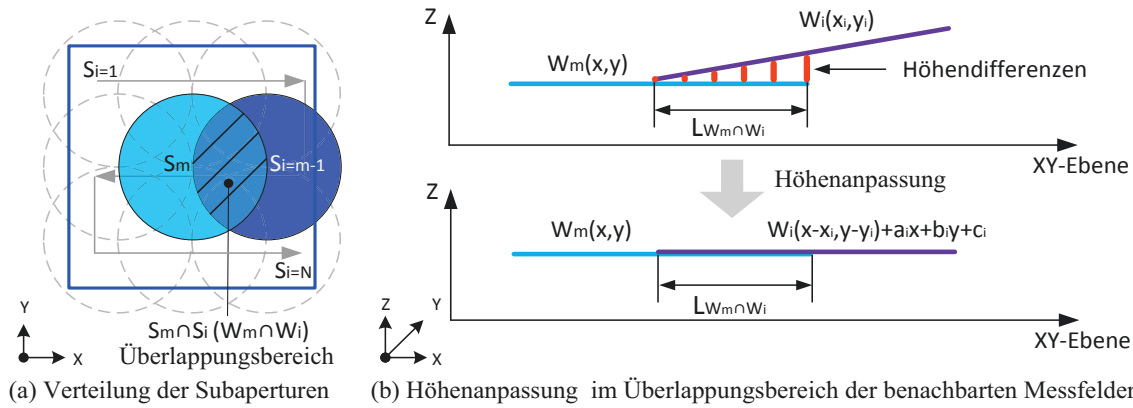 Sᵢ₌₁
Sₘ
Sᵢ₌ₘ₋₁
Sᵢ₌N
Y
X
Sₘ∩Sᵢ (Wₘ∩Wᵢ)
Überlappungsbereich
(a) Verteilung der Subaperturen
Z
Wᵢ(xᵢ,yᵢ)
Wₘ(x,y)
Höhendifferenzen
L Wₘ∩Wᵢ
XY-Ebene
Höhenanpassung
Z
Wₘ(x,y)
Wᵢ(x-xᵢ,y-yᵢ)+aᵢx+bᵢy+cᵢ
L Wₘ∩Wᵢ
XY-Ebene
Z
Y
X
(b) Höhenanpassung im Überlappungsbereich der benachbarten Messfelder